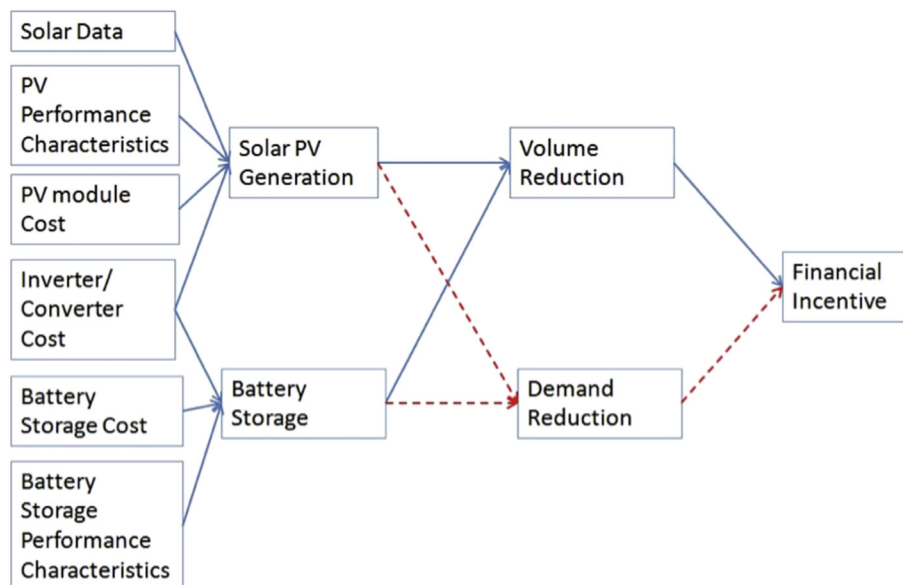 Solar Data
PV
Performance
Characteristics
PV module
Cost
Inverter/
Converter
Cost
Battery
Storage Cost
Battery
Storage
Performance
Characteristics
Solar PV
Generation
Battery
Storage
Volume
Reduction
Demand
Reduction
Financial
Incentive